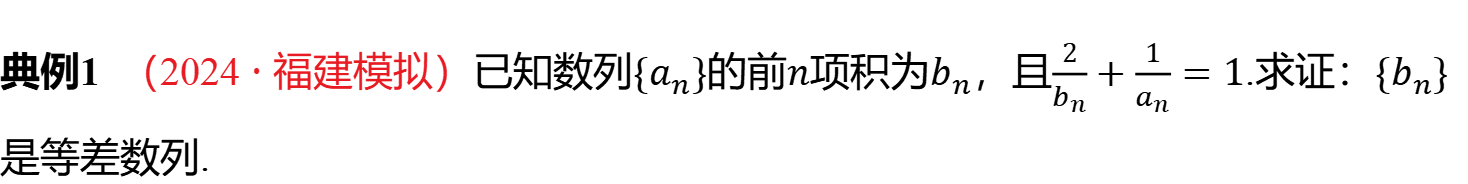 典例1 （2024·福建模拟）已知数列{aₙ}的前n项积为bₙ，且2/bₙ + 1/aₙ = 1.求证：{bₙ}
是等差数列.